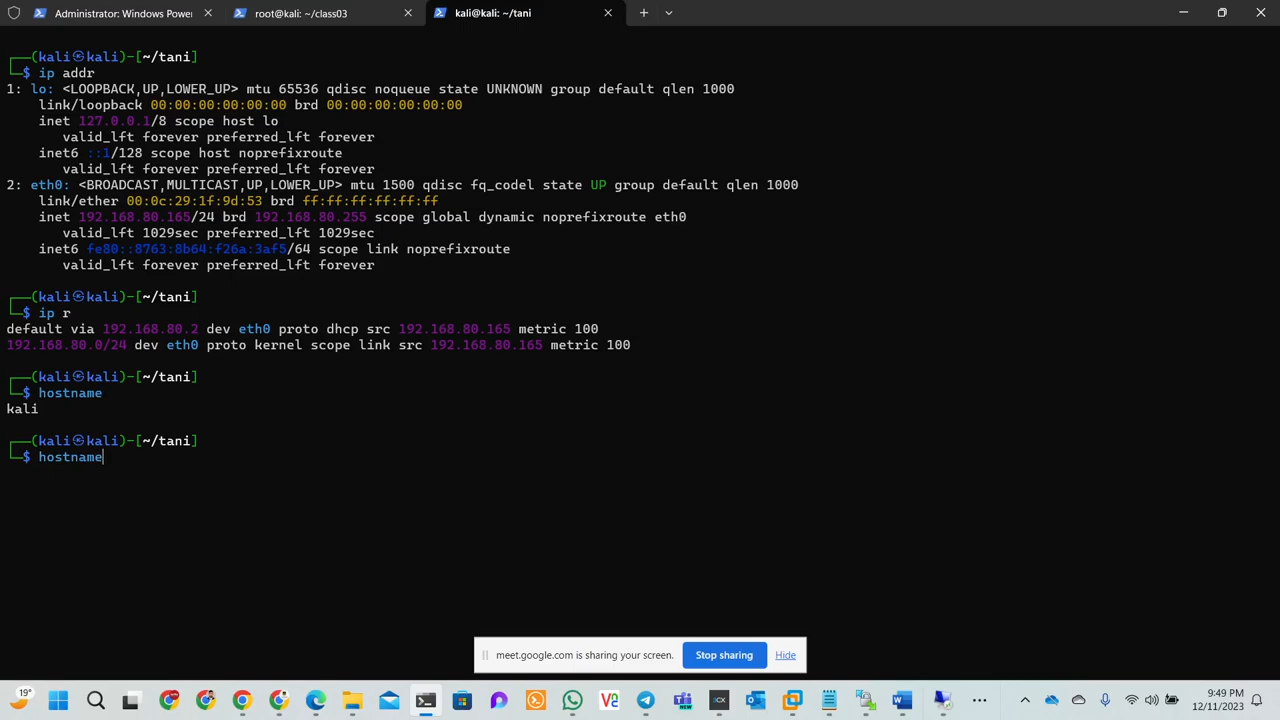 Administrator: Windows Power
root@kali: ~/class03
kali@kali: ~/tani
┌──(kali㉿kali)-[~/tani]
└─$ ip addr
1: lo: <LOOPBACK,UP,LOWER_UP> mtu 65536 qdisc noqueue state UNKNOWN group default qlen 1000
link/loopback 00:00:00:00:00:00 brd 00:00:00:00:00:00
inet 127.0.0.1/8 scope host lo
valid_lft forever preferred_lft forever
inet6 ::1/128 scope host noprefixroute
valid_lft forever preferred_lft forever
2: eth0: <BROADCAST,MULTICAST,UP,LOWER_UP> mtu 1500 qdisc fq_codel state UP group default qlen 1000
link/ether 00:0c:29:1f:9d:53 brd ff:ff:ff:ff:ff:ff
inet 192.168.80.165/24 brd 192.168.80.255 scope global dynamic noprefixroute eth0
valid_lft 1029sec preferred_lft 1029sec
inet6 fe80::8763:8b64:f26a:3af5/64 scope link noprefixroute
valid_lft forever preferred_lft forever
┌──(kali㉿kali)-[~/tani]
└─$ ip r
default via 192.168.80.2 dev eth0 proto dhcp src 192.168.80.165 metric 100
192.168.80.0/24 dev eth0 proto kernel scope link src 192.168.80.165 metric 100
┌──(kali㉿kali)-[~/tani]
└─$ hostname
kali
┌──(kali㉿kali)-[~/tani]
└─$ hostname
meet.google.com is sharing your screen. Stop sharing Hide
19°
9:49 PM
12/11/2023